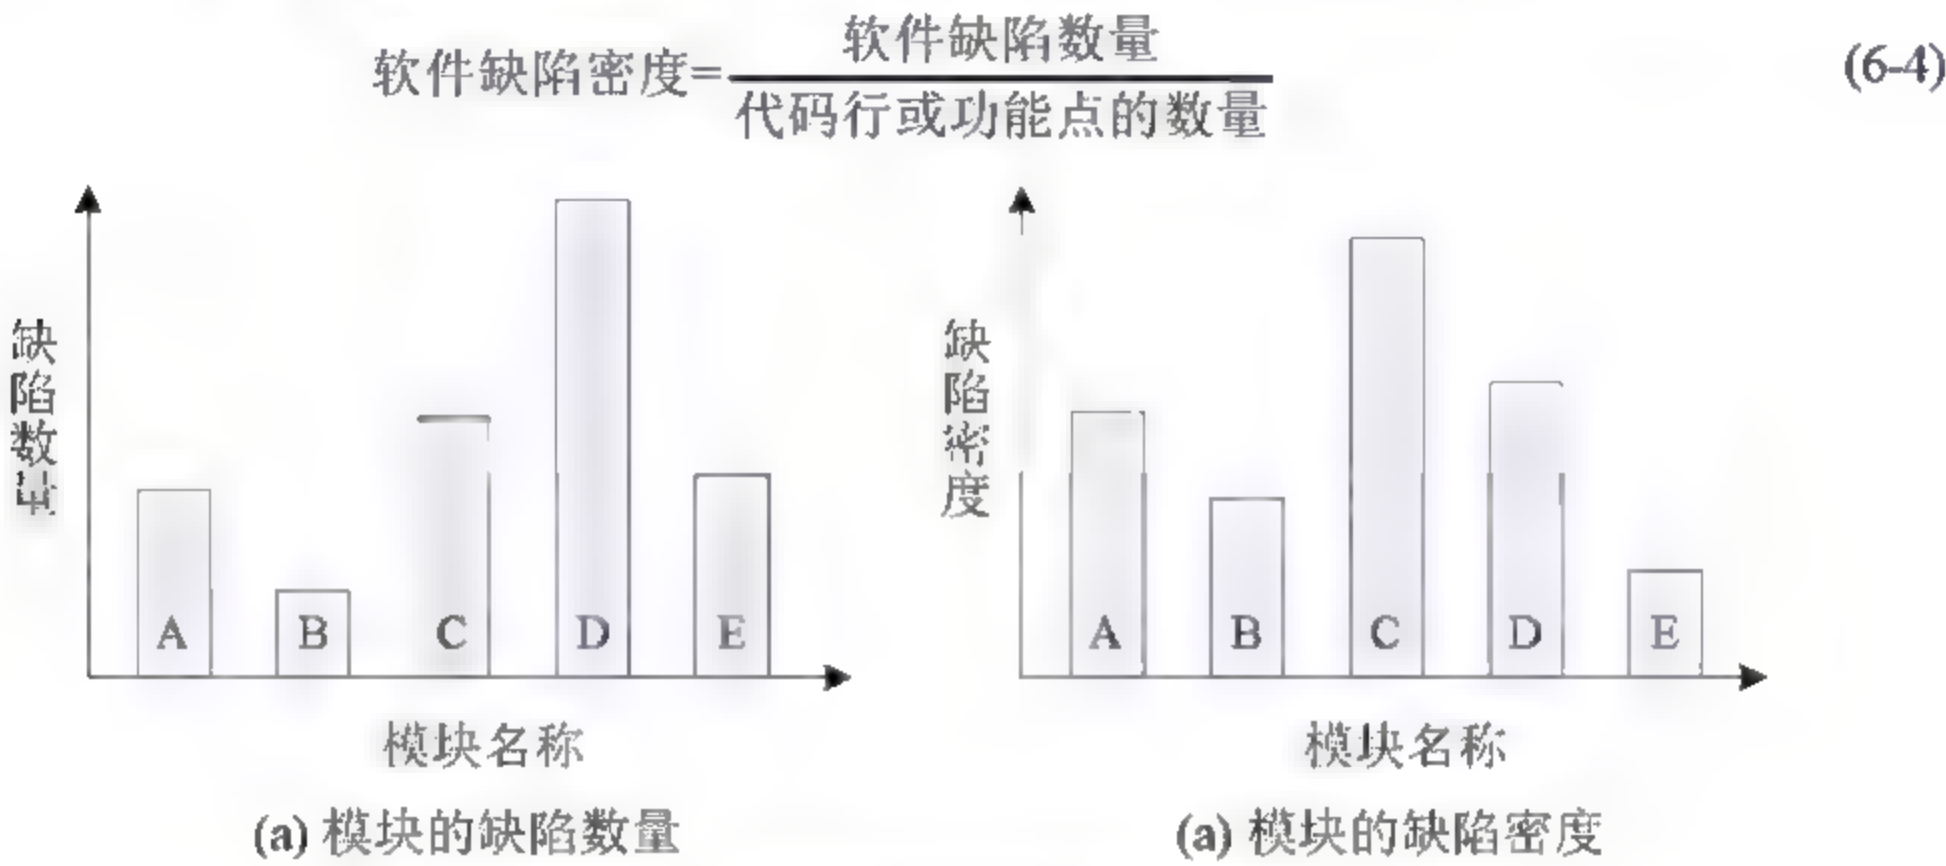 软件缺陷密度=软件缺陷数量
代码行或功能点的数量
(6-4)
缺陷数量
A
B
C
D
E
模块名称
(a) 模块的缺陷数量
缺陷密度
A
B
C
D
E
模块名称
(a) 模块的缺陷密度